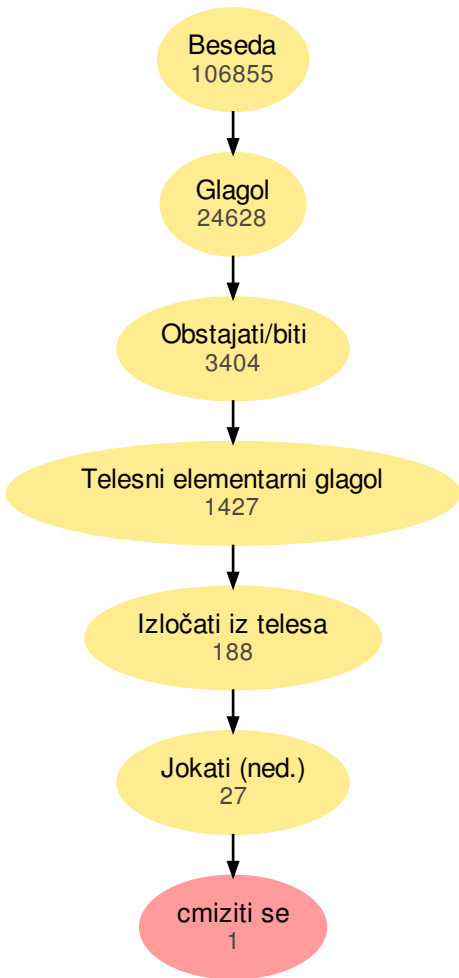 Beseda
106855
Glagol
24628
Obstajati/biti
3404
Telesni elementarni glagol
1427
Izločati iz telesa
188
Jokati (ned.)
27
cmiziti se
1